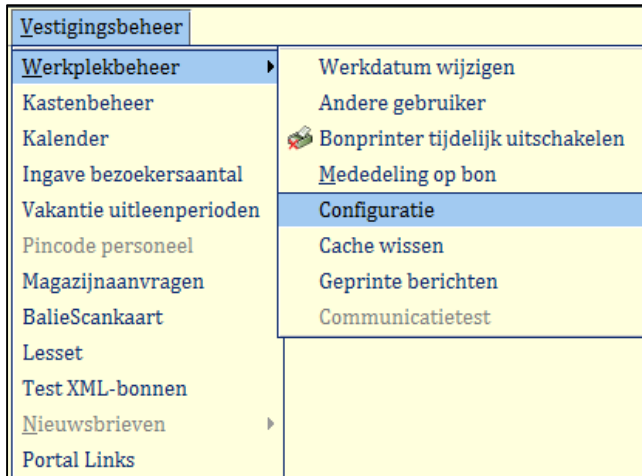 Vestigingsbeheer
Werkplekbeheer
Kastenbeheer
Kalender
Ingave bezoekersaantal
Vakantie uitleenperioden
Pincode personeel
Magazijnaanvragen
BalieScankaart
Lesset
Test XML-bonnen
Nieuwsbrieven
Portal Links
Werkdatum wijzigen
Andere gebruiker
Bonprinter tijdelijk uitschakelen
Mededeling op bon
Configuratie
Cache wissen
Geprinte berichten
Communicatietest